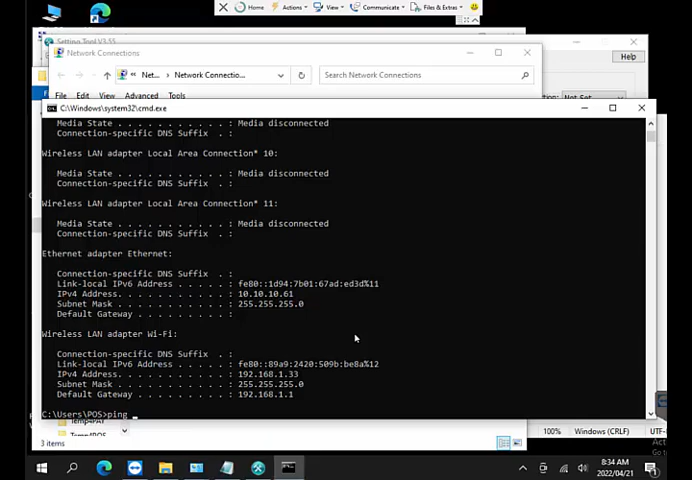 Home Actions View Communicate Files & Extras
Setting Tool V3.55
Network Connections
Help
Net... Network Connectio...
Search Network Connections
File Edit View Advanced Tools
Not Set
C:\Windows\system32\cmd.exe
Media State . . . . . . . . . . . : Media disconnected
Connection-specific DNS Suffix . :
Wireless LAN adapter Local Area Connection* 10:
Media State . . . . . . . . . . . : Media disconnected
Connection-specific DNS Suffix . :
Wireless LAN adapter Local Area Connection* 11:
Media State . . . . . . . . . . . : Media disconnected
Connection-specific DNS Suffix . :
Ethernet adapter Ethernet:
Connection-specific DNS Suffix . :
Link-local IPv6 Address . . . . . : fe80::1d94:7b01:67ad:ed3d%11
IPv4 Address. . . . . . . . . . . : 10.10.10.61
Subnet Mask . . . . . . . . . . . : 255.255.255.0
Default Gateway . . . . . . . . . :
Wireless LAN adapter Wi-Fi:
Connection-specific DNS Suffix . :
Link-local IPv6 Address . . . . . : fe80::89a9:2420:509b:be8a%12
IPv4 Address. . . . . . . . . . . : 192.168.1.33
Subnet Mask . . . . . . . . . . . : 255.255.255.0
Default Gateway . . . . . . . . . : 192.168.1.1
C:\Users\POS>ping _
100% Windows (CRLF) UTF-
3 items
8:34 AM
2022/04/21